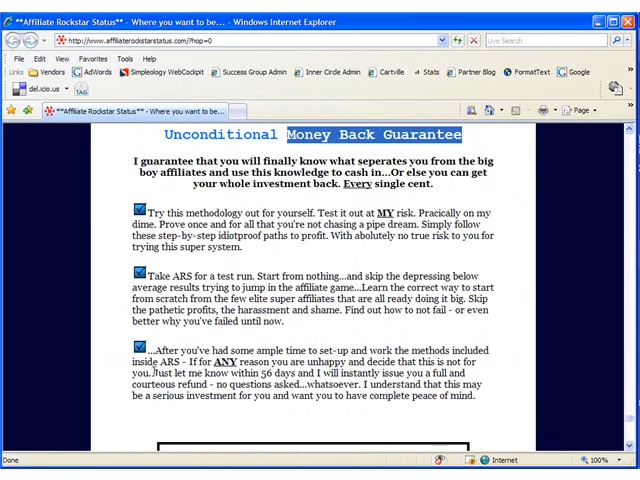 **Affiliate Rockstar Status** - Where you want to be... - Windows Internet Explorer
http://www.affiliaterockstarstatus.com/?hop=0
Live Search
File Edit View Favorites Tools Help
Links Vendors AdWords Simpleology WebCockpit Success Group Admin Inner Circle Admin Cartville Stats Partner Blog FormatText Google
del.icio.us TAG
**Affiliate Rockstar Status** - Where you want to be...
Page
Unconditional Money Back Guarantee
I guarantee that you will finally know what seperates you from the big
boy affiliates and use this knowledge to cash in...Or else you can get
your whole investment back. Every single cent.
Try this methodology out for yourself. Test it out at MY risk. Pracically on my
dime. Prove once and for all that you're not chasing a pipe dream. Simply follow
these step-by-step idiotproof paths to profit. With abolutely no true risk to you for
trying this super system.
Take ARS for a test run. Start from nothing...and skip the depressing below
average results trying to jump in the affiliate game...Learn the correct way to start
from scratch from the few elite super affiliates that are all ready doing it big. Skip
the pathetic profits, the harassment and shame. Find out how to not fail - or even
better why you've failed until now.
...After you've had some ample time to set-up and work the methods included
inside ARS - If for ANY reason you are unhappy and decide that this is not for
you. Just let me know within 56 days and I will instantly issue you a full and
courteous refund - no questions asked...whatsoever. I understand that this may
be a serious investment for you and want you to have complete peace of mind.
Done
Internet
100%